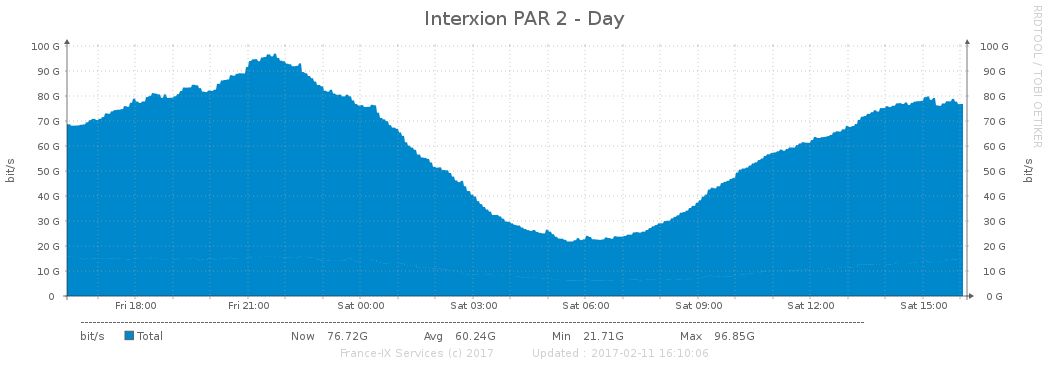 Interxion PAR 2 - Day
RRDTOOL / TOBI OETIKER
bit/s
bit/s
100 G 100 G
90 G 90 G
80 G 80 G
70 G 70 G
60 G 60 G
50 G 50 G
40 G 40 G
30 G 30 G
20 G 20 G
10 G 10 G
0 0 G
Fri 18:00 Fri 21:00 Sat 00:00 Sat 03:00 Sat 06:00 Sat 09:00 Sat 12:00 Sat 15:00
bit/s Total Now 76.72G Avg 60.24G Min 21.71G Max 96.85G
France-IX Services (c) 2017 Updated : 2017-02-11 16:10:06